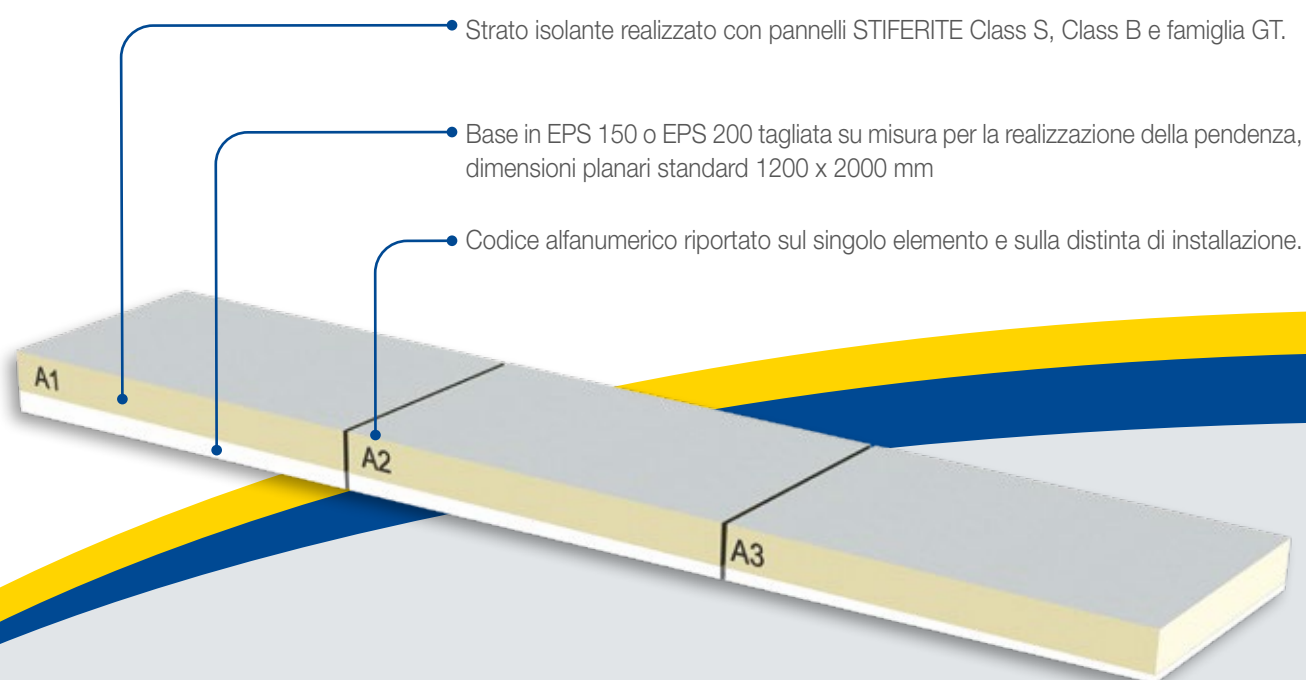 Strato isolante realizzato con pannelli STIFERITE Class S, Class B e famiglia GT.
Base in EPS 150 o EPS 200 tagliata su misura per la realizzazione della pendenza,
dimensioni planari standard 1200 x 2000 mm
Codice alfanumerico riportato sul singolo elemento e sulla distinta di installazione.
A1
A2
A3